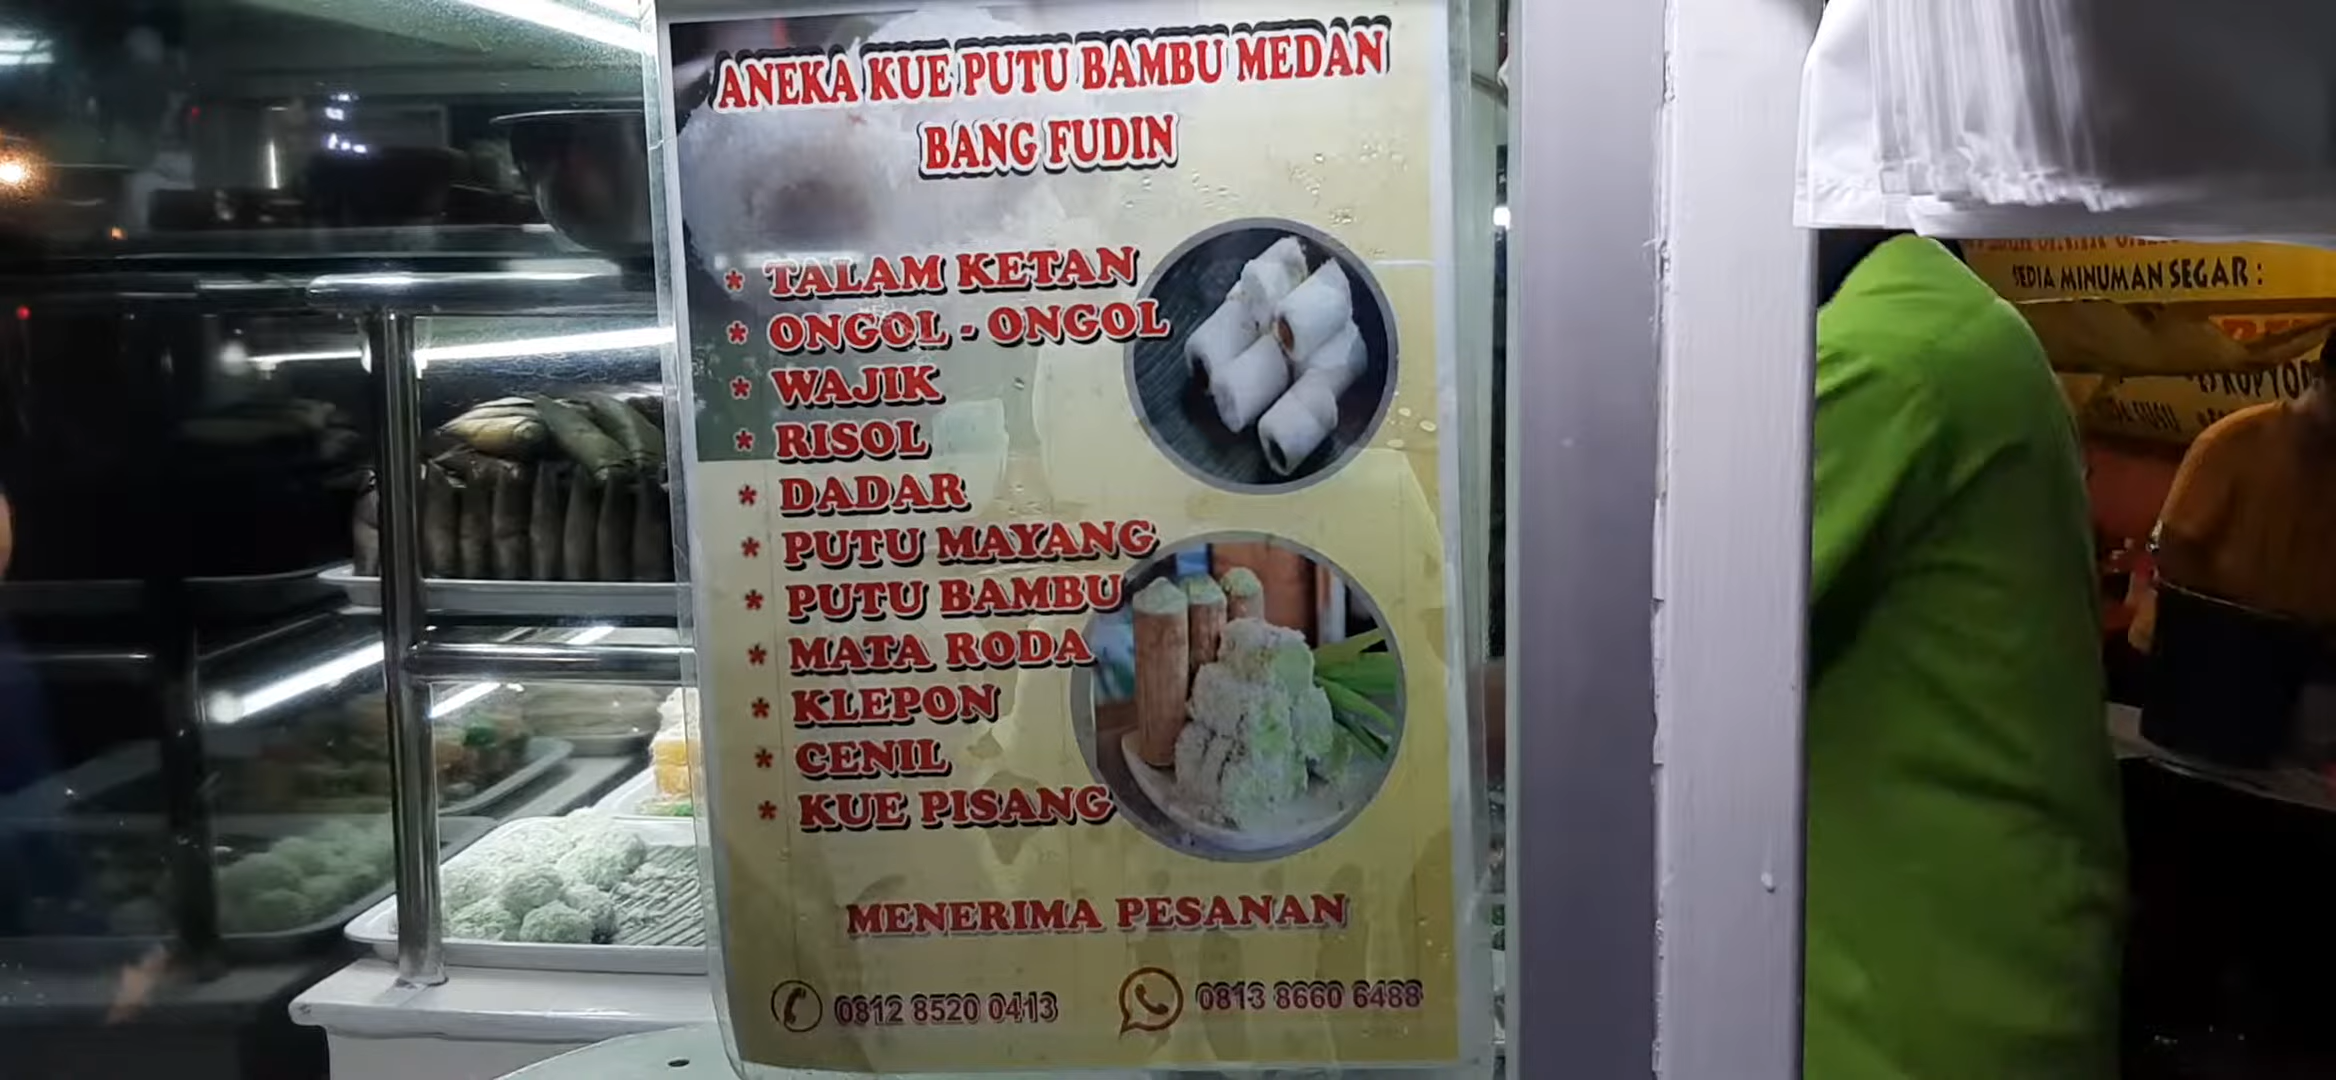 ANEKA KUE PUTU BAMBU MEDAN
BANG FUDIN
* TALAM KETAN
* ONGOL - ONGOL
* WAJIK
* RISOL
* DADAR
* PUTU MAYANG
* PUTU BAMBU
* MATA RODA
* KLEPON
* CENIL
* KUE PISANG
MENERIMA PESANAN
0812 8520 0413
0813 8660 6488
SEDIA MINUMAN SEGAR :